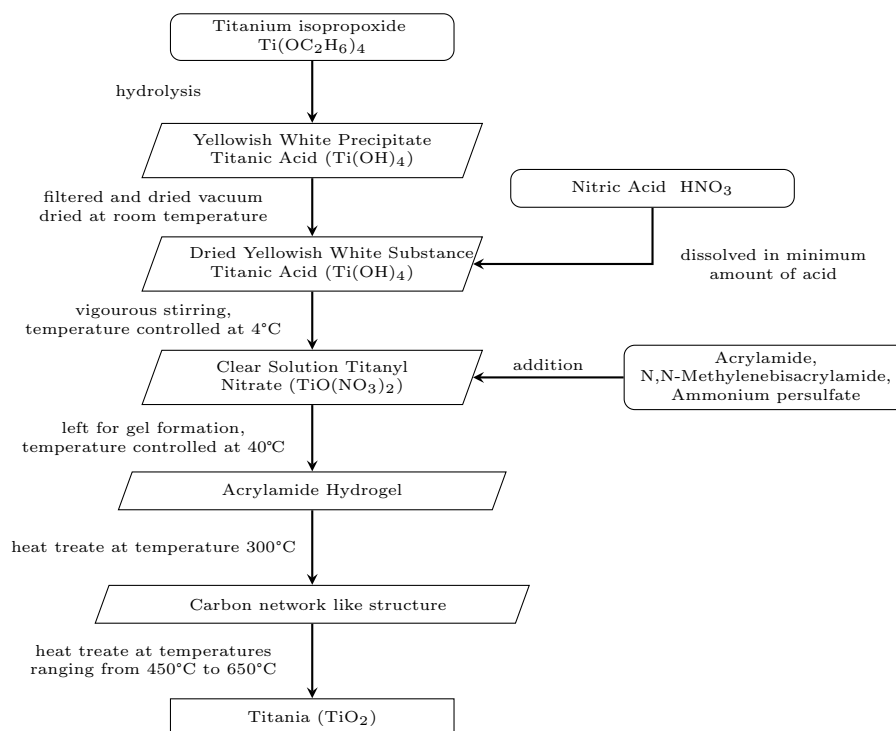 Titanium isopropoxide
Ti(OC₂H₆)₄
hydrolysis
Yellowish White Precipitate
Titanic Acid (Ti(OH)₄)
filtered and dried vacuum
dried at room temperature
Nitric Acid HNO₃
Dried Yellowish White Substance
Titanic Acid (Ti(OH)₄)
dissolved in minimum
amount of acid
vigourous stirring,
temperature controlled at 4°C
Clear Solution Titanyl
Nitrate (TiO(NO₃)₂)
addition
Acrylamide,
N,N-Methylenebisacrylamide,
Ammonium persulfate
left for gel formation,
temperature controlled at 40°C
Acrylamide Hydrogel
heat treate at temperature 300°C
Carbon network like structure
heat treate at temperatures
ranging from 450°C to 650°C
Titania (TiO₂)